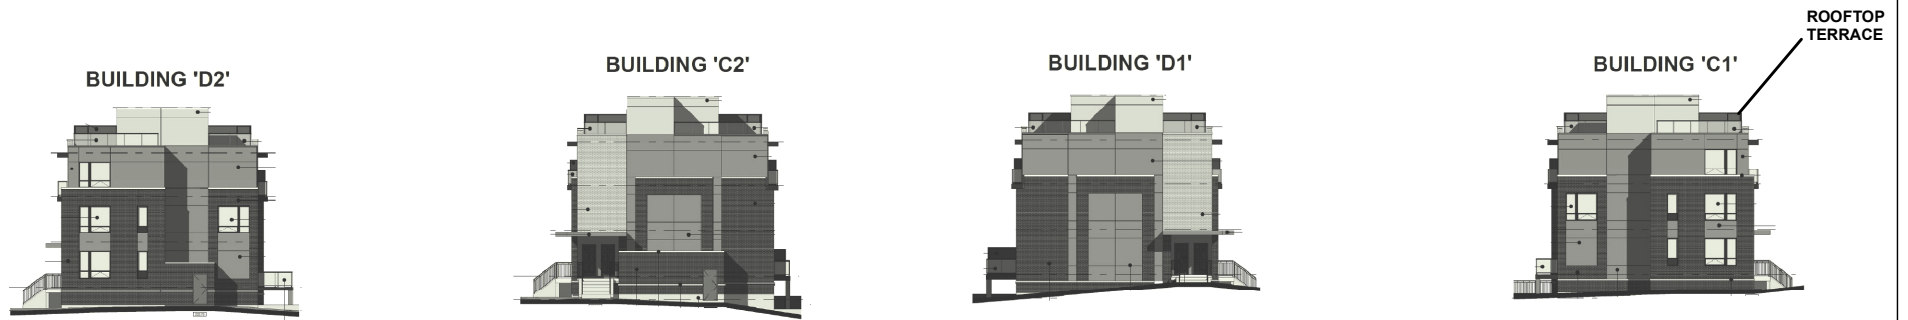 ROOFTOP
TERRACE
BUILDING 'D2'
BUILDING 'C2'
BUILDING 'D1'
BUILDING 'C1'